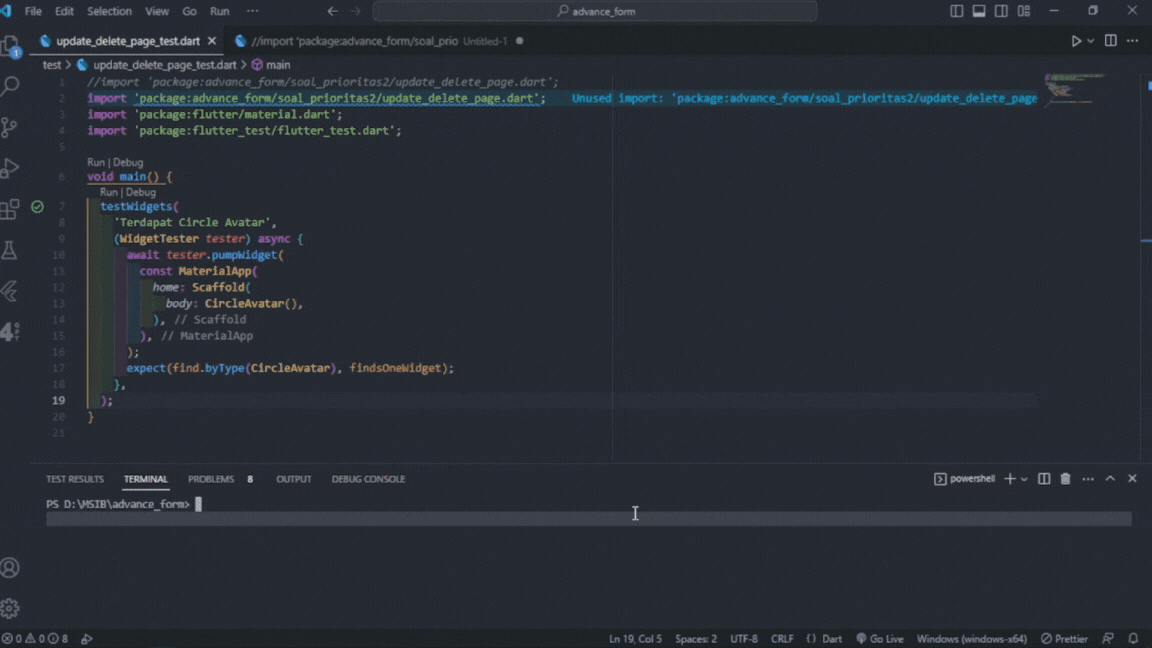 File Edit Selection View Go Run ··· advance_form
update_delete_page_test.dart //import 'package:advance_form/soal_prio Untitled-1
test > update_delete_page_test.dart > main
1 //import 'package:advance_form/soal_prioritas2/update_delete_page.dart';
2 import 'package:advance_form/soal_prioritas2/update_delete_page.dart'; Unused import: 'package:advance_form/soal_prioritas2/update_delete_page
3 import 'package:flutter/material.dart';
4 import 'package:flutter_test/flutter_test.dart';
5
Run | Debug
6 void main() {
Run | Debug
7 testWidgets(
8 'Terdapat Circle Avatar',
9 (WidgetTester tester) async {
10 await tester.pumpWidget(
11 const MaterialApp(
12 home: Scaffold(
13 body: CircleAvatar(),
14 ), // Scaffold
15 ), // MaterialApp
16 );
17 expect(find.byType(CircleAvatar), findsOneWidget);
18 },
19 );
20 }
21
TEST RESULTS TERMINAL PROBLEMS 8 OUTPUT DEBUG CONSOLE powershell
PS D:\MSIB\advance_form>
0 0 8 Ln 19, Col 5 Spaces: 2 UTF-8 CRLF {} Dart Go Live Windows (windows-x64) Prettier